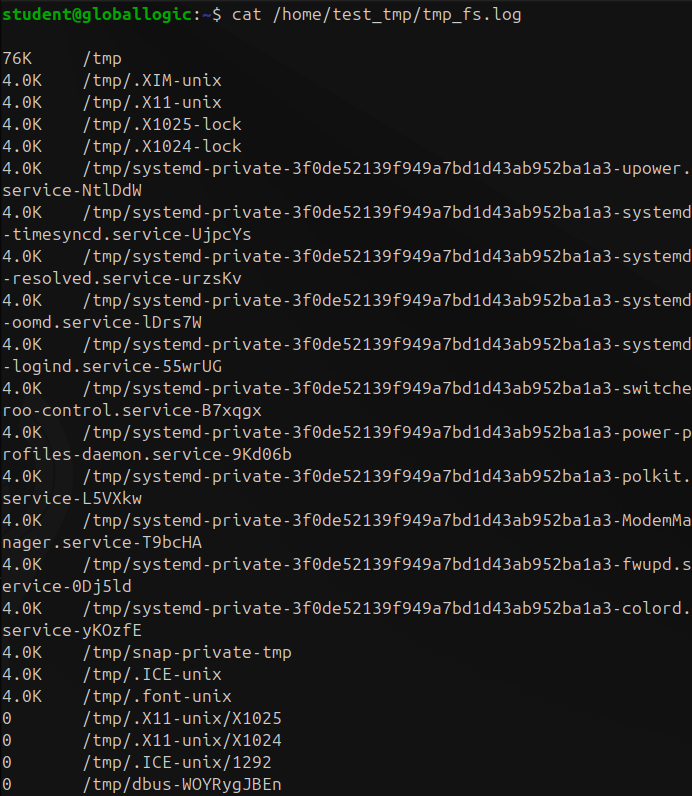 student@globallogic:~$ cat /home/test_tmp/tmp_fs.log
76K     /tmp
4.0K    /tmp/.XIM-unix
4.0K    /tmp/.X11-unix
4.0K    /tmp/.X1025-lock
4.0K    /tmp/.X1024-lock
4.0K    /tmp/systemd-private-3f0de52139f949a7bd1d43ab952ba1a3-upower.
service-NtlDdW
4.0K    /tmp/systemd-private-3f0de52139f949a7bd1d43ab952ba1a3-systemd
-timesyncd.service-UjpcYs
4.0K    /tmp/systemd-private-3f0de52139f949a7bd1d43ab952ba1a3-systemd
-resolved.service-urzsKv
4.0K    /tmp/systemd-private-3f0de52139f949a7bd1d43ab952ba1a3-systemd
-oomd.service-lDrs7W
4.0K    /tmp/systemd-private-3f0de52139f949a7bd1d43ab952ba1a3-systemd
-logind.service-55wrUG
4.0K    /tmp/systemd-private-3f0de52139f949a7bd1d43ab952ba1a3-switche
roo-control.service-B7xqgx
4.0K    /tmp/systemd-private-3f0de52139f949a7bd1d43ab952ba1a3-power-p
rofiles-daemon.service-9Kd06b
4.0K    /tmp/systemd-private-3f0de52139f949a7bd1d43ab952ba1a3-polkit.
service-L5VXkw
4.0K    /tmp/systemd-private-3f0de52139f949a7bd1d43ab952ba1a3-ModemMa
nager.service-T9bcHA
4.0K    /tmp/systemd-private-3f0de52139f949a7bd1d43ab952ba1a3-fwupd.s
ervice-0Dj5ld
4.0K    /tmp/systemd-private-3f0de52139f949a7bd1d43ab952ba1a3-colord.
service-yKOzfE
4.0K    /tmp/snap-private-tmp
4.0K    /tmp/.ICE-unix
4.0K    /tmp/.font-unix
0       /tmp/.X11-unix/X1025
0       /tmp/.X11-unix/X1024
0       /tmp/.ICE-unix/1292
0       /tmp/dbus-WOYRygJBEn